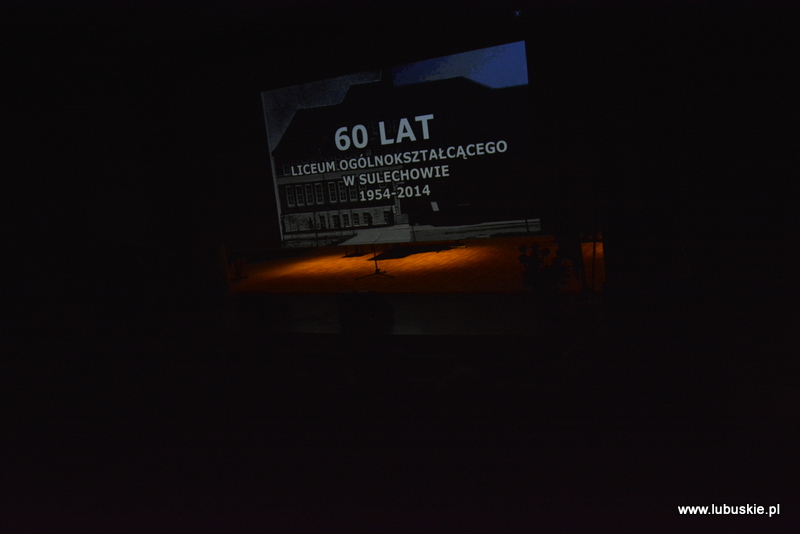 60 LAT
LICEUM OGÓLNOKSZTAŁCĄCEGO
W SULECHOWIE
1954-2014
www.lubuskie.pl